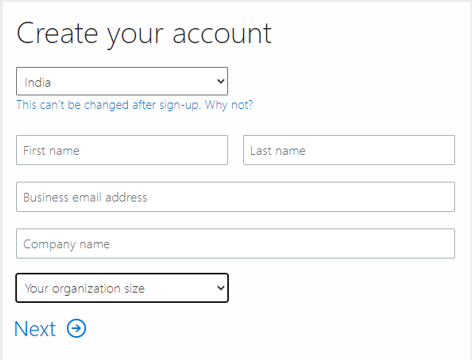 Create your account
India
This can't be changed after sign-up. Why not?
First name Last name
Business email address
Company name
Your organization size
Next